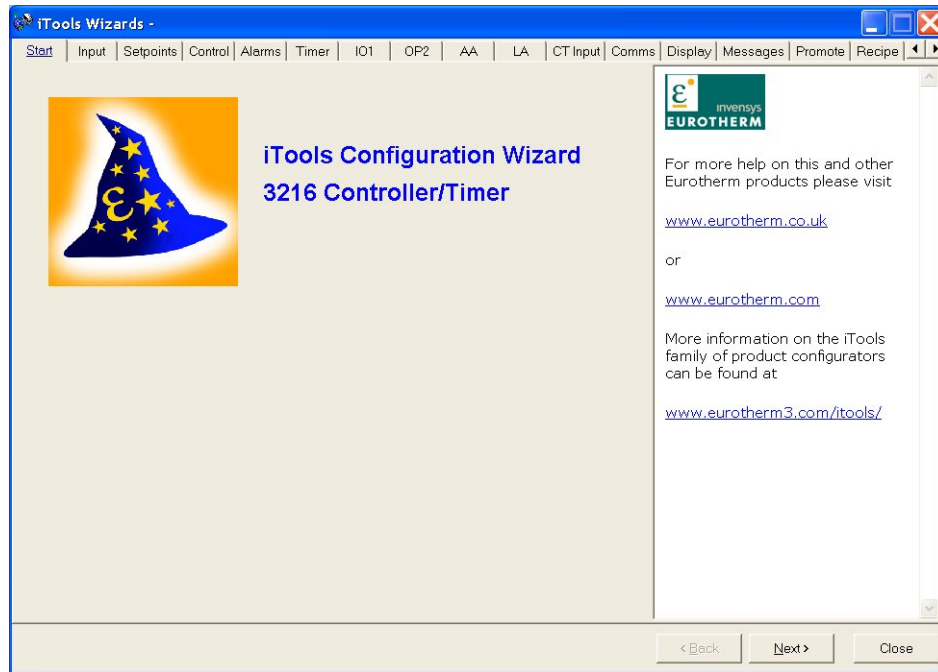 iTools Wizards -
Start Input Setpoints Control Alarms Timer IO1 OP2 AA LA CT Input Comms Display Messages Promote Recipe
iTools Configuration Wizard
3216 Controller/Timer
invensys
EUROTHERM
For more help on this and other
Eurotherm products please visit
www.eurotherm.co.uk
or
www.eurotherm.com
More information on the iTools
family of product configurators
can be found at
www.eurotherm3.com/itools/
< Back Next > Close